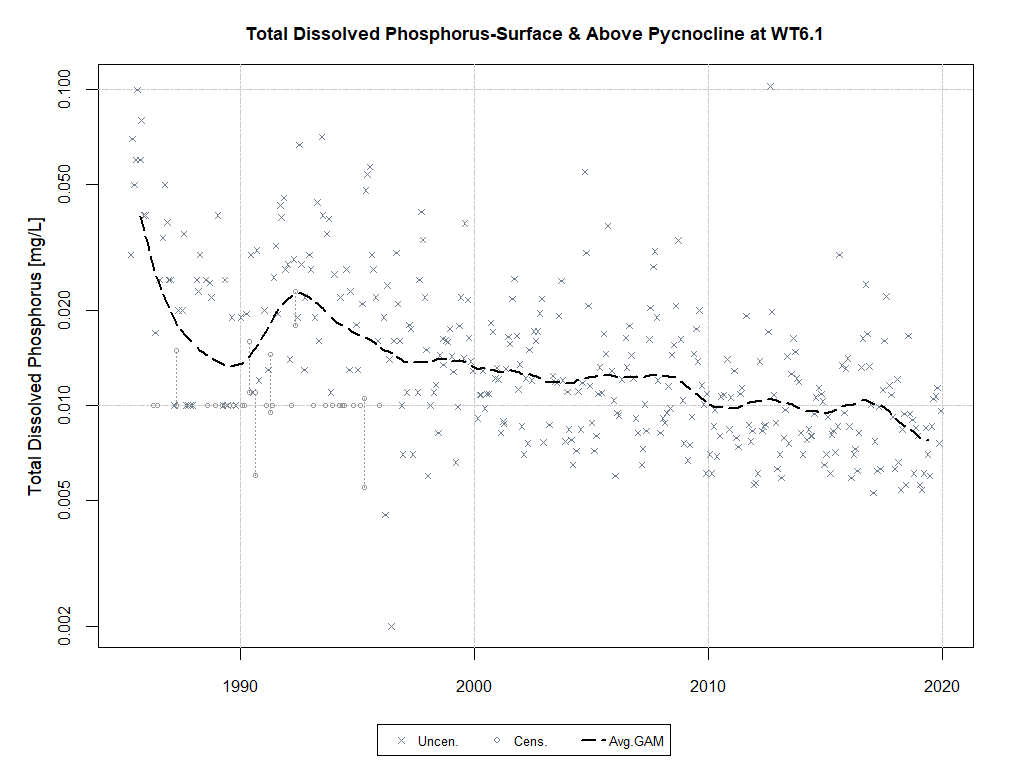 Total Dissolved Phosphorus-Surface & Above Pycnocline at WT6.1
Total Dissolved Phosphorus [mg/L]
0.100
0.050
0.020
0.010
0.005
0.002
1990 2000 2010 2020
Uncen. Cens. Avg.GAM